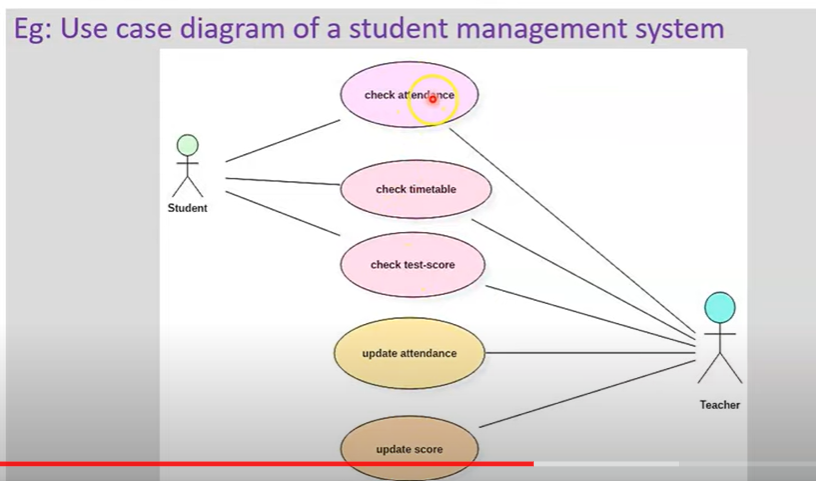 Eg: Use case diagram of a student management system
check attendance
check timetable
Student
check test-score
update attendance
Teacher
update score